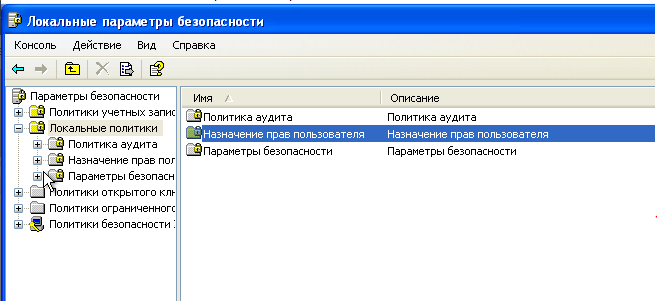 Локальные параметры безопасности
Консоль Действие Вид Справка
Параметры безопасности
Политики учетных запис
Локальные политики
Политика аудита
Назначение прав пол
Параметры безопасн
Политики открытого клю
Политики ограниченного
Политики безопасности
Имя Описание
Политика аудита Политика аудита
Назначение прав пользователя Назначение прав пользователя
Параметры безопасности Параметры безопасности